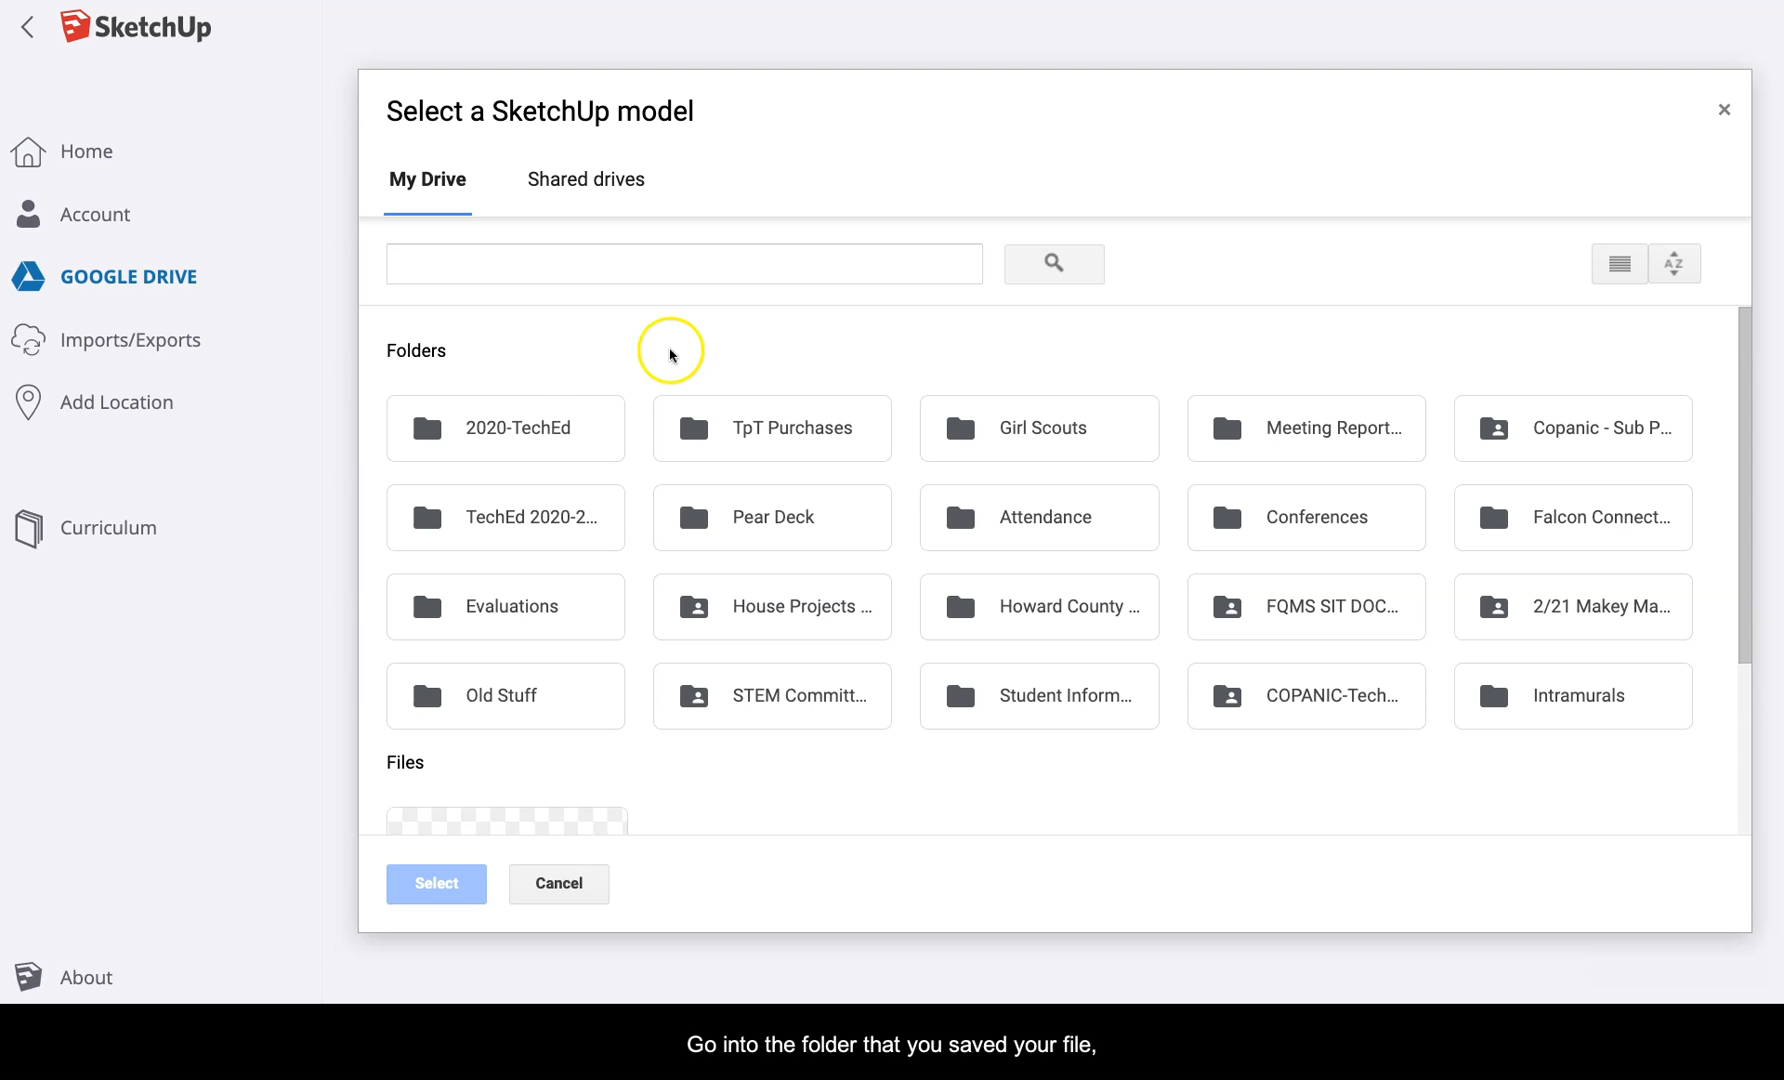 SketchUp
Home
Account
GOOGLE DRIVE
Imports/Exports
Add Location
Curriculum
About
Select a SketchUp model
×
My Drive
Shared drives
AZ
Folders
2020-TechEd
TpT Purchases
Girl Scouts
Meeting Report...
Copanic - Sub P...
TechEd 2020-2...
Pear Deck
Attendance
Conferences
Falcon Connect...
Evaluations
House Projects ...
Howard County ...
FQMS SIT DOC...
2/21 Makey Ma...
Old Stuff
STEM Committ...
Student Inform...
COPANIC-Tech...
Intramurals
Files
Select
Cancel
Go into the folder that you saved your file,